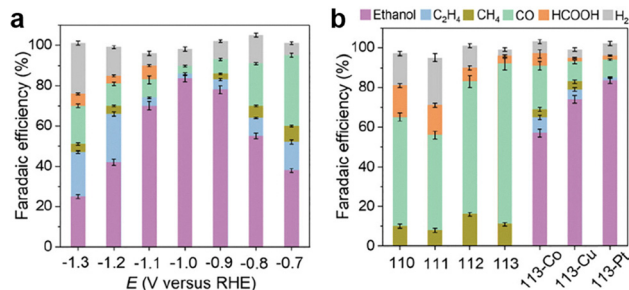 a
b
Ethanol C₂H₄ CH₄ CO HCOOH H₂
Faradaic efficiency (%)
100
80
60
40
20
0
-1.3 -1.2 -1.1 -1.0 -0.9 -0.8 -0.7
E (V versus RHE)
Faradaic efficiency (%)
100
80
60
40
20
0
110 111 112 113 113-Co 113-Cu 113-Pt